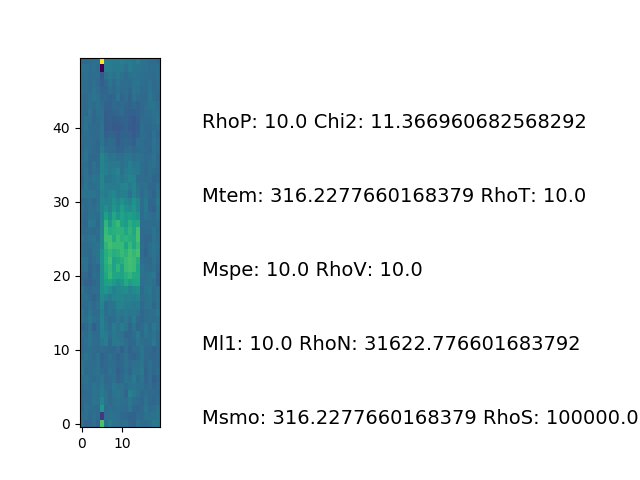 RhoP: 10.0 Chi2: 11.366960682568292
40
Mtem: 316.2277660168379 RhoT: 10.0
30
Mspe: 10.0 RhoV: 10.0
20
Ml1: 10.0 RhoN: 31622.776601683792
10
Msmo: 316.2277660168379 RhoS: 100000.0
0
0 10